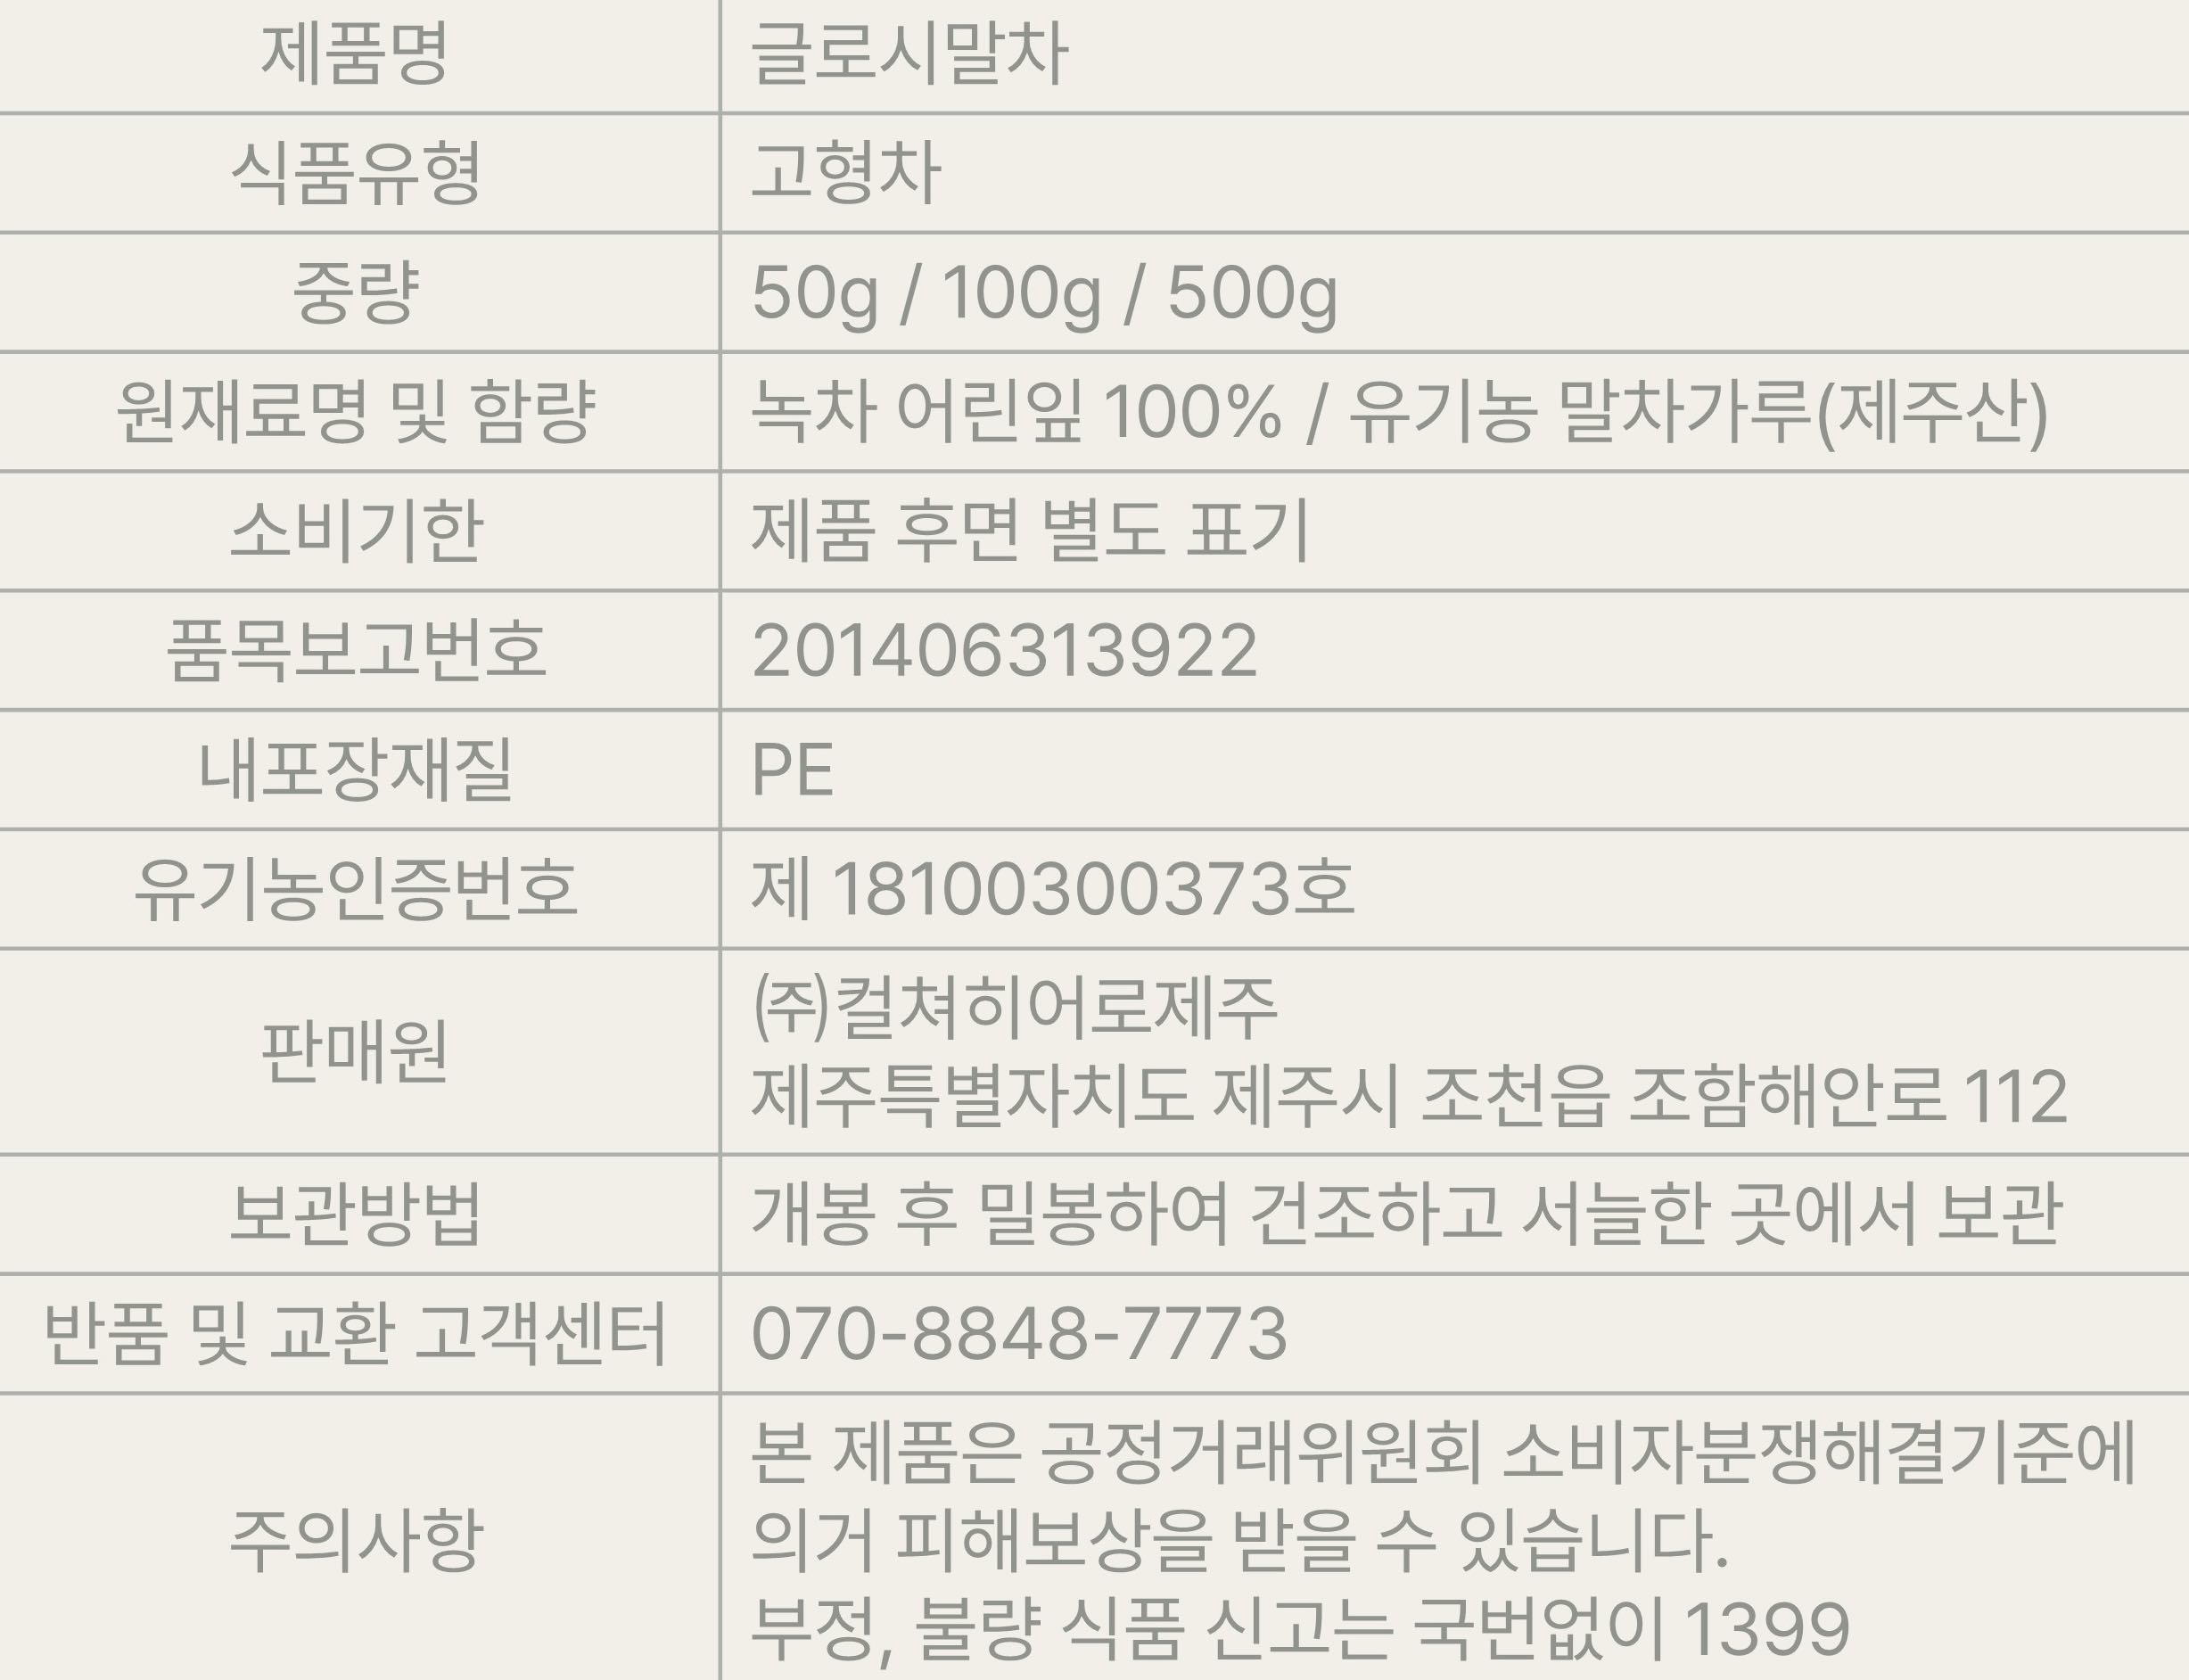 제품명 글로시말차
식품유형 고형차
중량 50g / 100g / 500g
원재료명 및 함량 녹차 어린잎 100% / 유기농 말차가루(제주산)
소비기한 제품 후면 별도 표기
품목보고번호 201406313922
내포장재질 PE
유기농인증번호 제 18100300373호
판매원 (주)컬쳐히어로제주
제주특별자치도 제주시 조천읍 조함해안로 112
보관방법 개봉 후 밀봉하여 건조하고 서늘한 곳에서 보관
반품 및 교환 고객센터 070-8848-7773
주의사항 본 제품은 공정거래위원회 소비자분쟁해결기준에
의거 피해보상을 받을 수 있습니다.
부정, 불량 식품 신고는 국번없이 1399